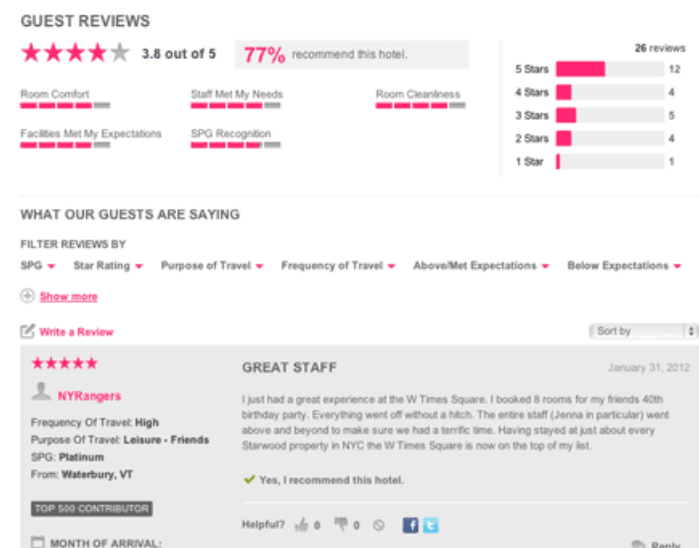 GUEST REVIEWS
3.8 out of 5
77% recommend this hotel.
26 reviews
5 Stars 12
4 Stars 4
3 Stars 5
2 Stars 4
1 Star 1
Room Comfort
Staff Met My Needs
Room Cleanliness
Facilities Met My Expectations
SPG Recognition
WHAT OUR GUESTS ARE SAYING
FILTER REVIEWS BY
SPG Star Rating Purpose of Travel Frequency of Travel Above/Met Expectations Below Expectations
Show more
Write a Review
Sort by
NYRangers
Frequency Of Travel: High
Purpose Of Travel: Leisure - Friends
SPG: Platinum
From: Waterbury, VT
TOP 500 CONTRIBUTOR
MONTH OF ARRIVAL:
GREAT STAFF
January 31, 2012
I just had a great experience at the W Times Square. I booked 8 rooms for my friends 40th
birthday party. Everything went off without a hitch. The entire staff (Jenna in particular) went
above and beyond to make sure we had a terrific time. Having stayed at just about every
Starwood property in NYC the W Times Square is now on the top of my list.
Yes, I recommend this hotel.
Helpful? 0 0
Reply